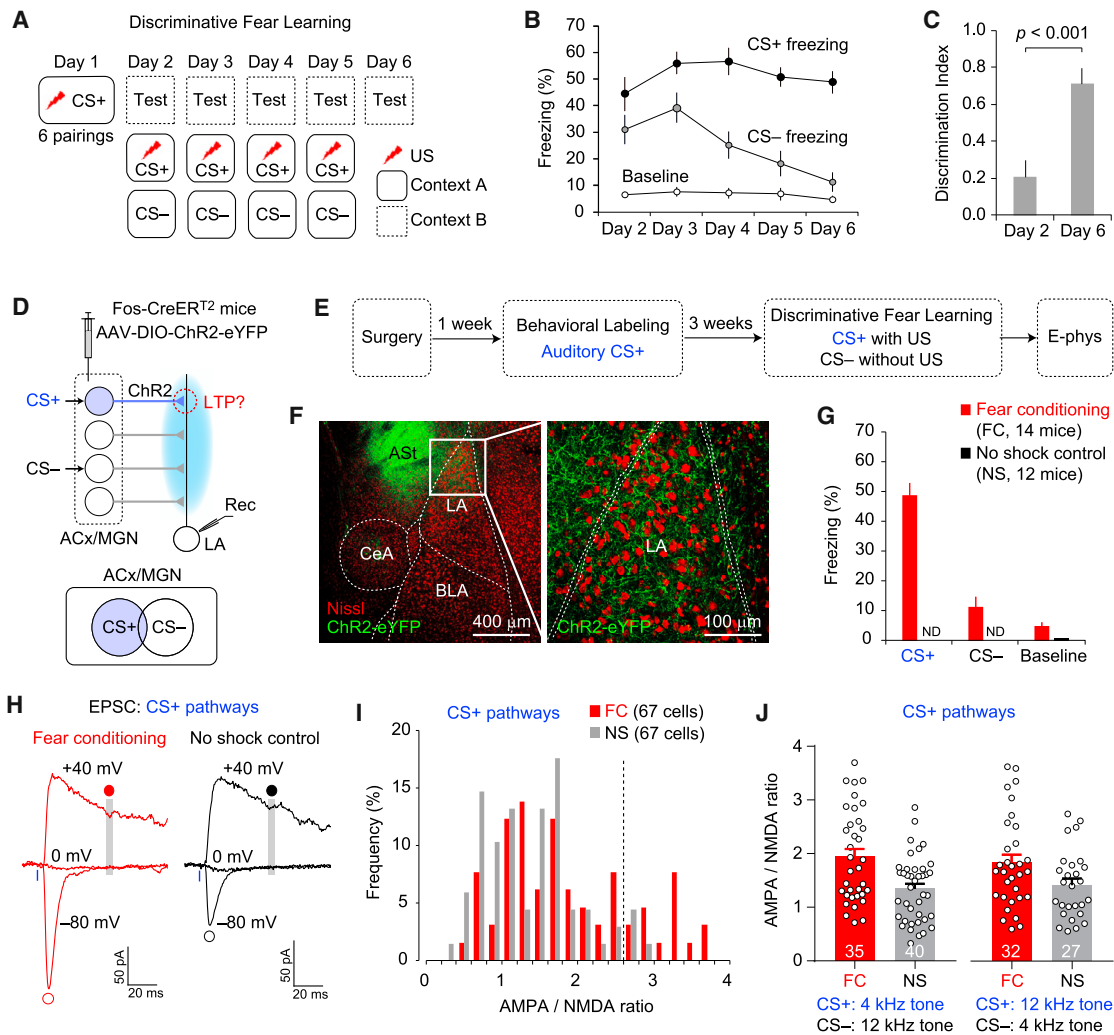 A
Discriminative Fear Learning
Day 1 Day 2 Day 3 Day 4 Day 5 Day 6
CS+ Test Test Test Test Test
6 pairings
CS+ CS+ CS+ CS+
CS– CS– CS– CS–
US
Context A
Context B
B
Freezing (%)
70
60
50
40
30
20
10
0
CS+ freezing
CS– freezing
Baseline
Day 2 Day 3 Day 4 Day 5 Day 6
C
Discrimination Index
1.0
0.8
0.6
0.4
0.2
0.0
p < 0.001
Day 2 Day 6
D
Fos-CreERT2 mice
AAV-DIO-ChR2-eYFP
ChR2
CS+
LTP?
CS–
Rec
ACx/MGN
LA
ACx/MGN
CS+ CS–
E
Surgery
1 week
Behavioral Labeling
Auditory CS+
3 weeks
Discriminative Fear Learning
CS+ with US
CS– without US
E-phys
F
ASt
LA
CeA
BLA
Nissl
ChR2-eYFP
400 µm
LA
ChR2-eYFP
100 µm
G
Fear conditioning
(FC, 14 mice)
No shock control
(NS, 12 mice)
Freezing (%)
70
60
50
40
30
20
10
0
ND ND
CS+ CS– Baseline
H
EPSC: CS+ pathways
Fear conditioning No shock control
+40 mV +40 mV
0 mV 0 mV
–80 mV –80 mV
50 pA
20 ms
50 pA
20 ms
I
CS+ pathways
FC (67 cells)
NS (67 cells)
Frequency (%)
20
15
10
5
0
0 1 2 3 4
AMPA / NMDA ratio
J
CS+ pathways
AMPA / NMDA ratio
4
3
2
1
0
35 40 32 27
FC NS FC NS
CS+: 4 kHz tone CS+: 12 kHz tone
CS–: 12 kHz tone CS–: 4 kHz tone